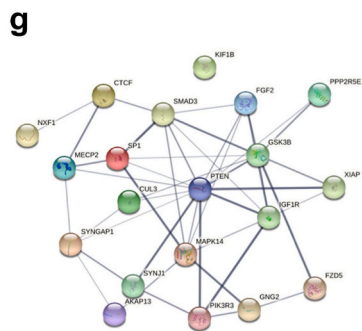 g
KIF1B
CTCF
FGF2
PPP2R5E
SMAD3
NXF1
SP1
GSK3B
MECP2
PTEN
XIAP
CUL3
IGF1R
SYNGAP1
MAPK14
SYNJ1
FZD5
AKAP13
GNG2
PIK3R3